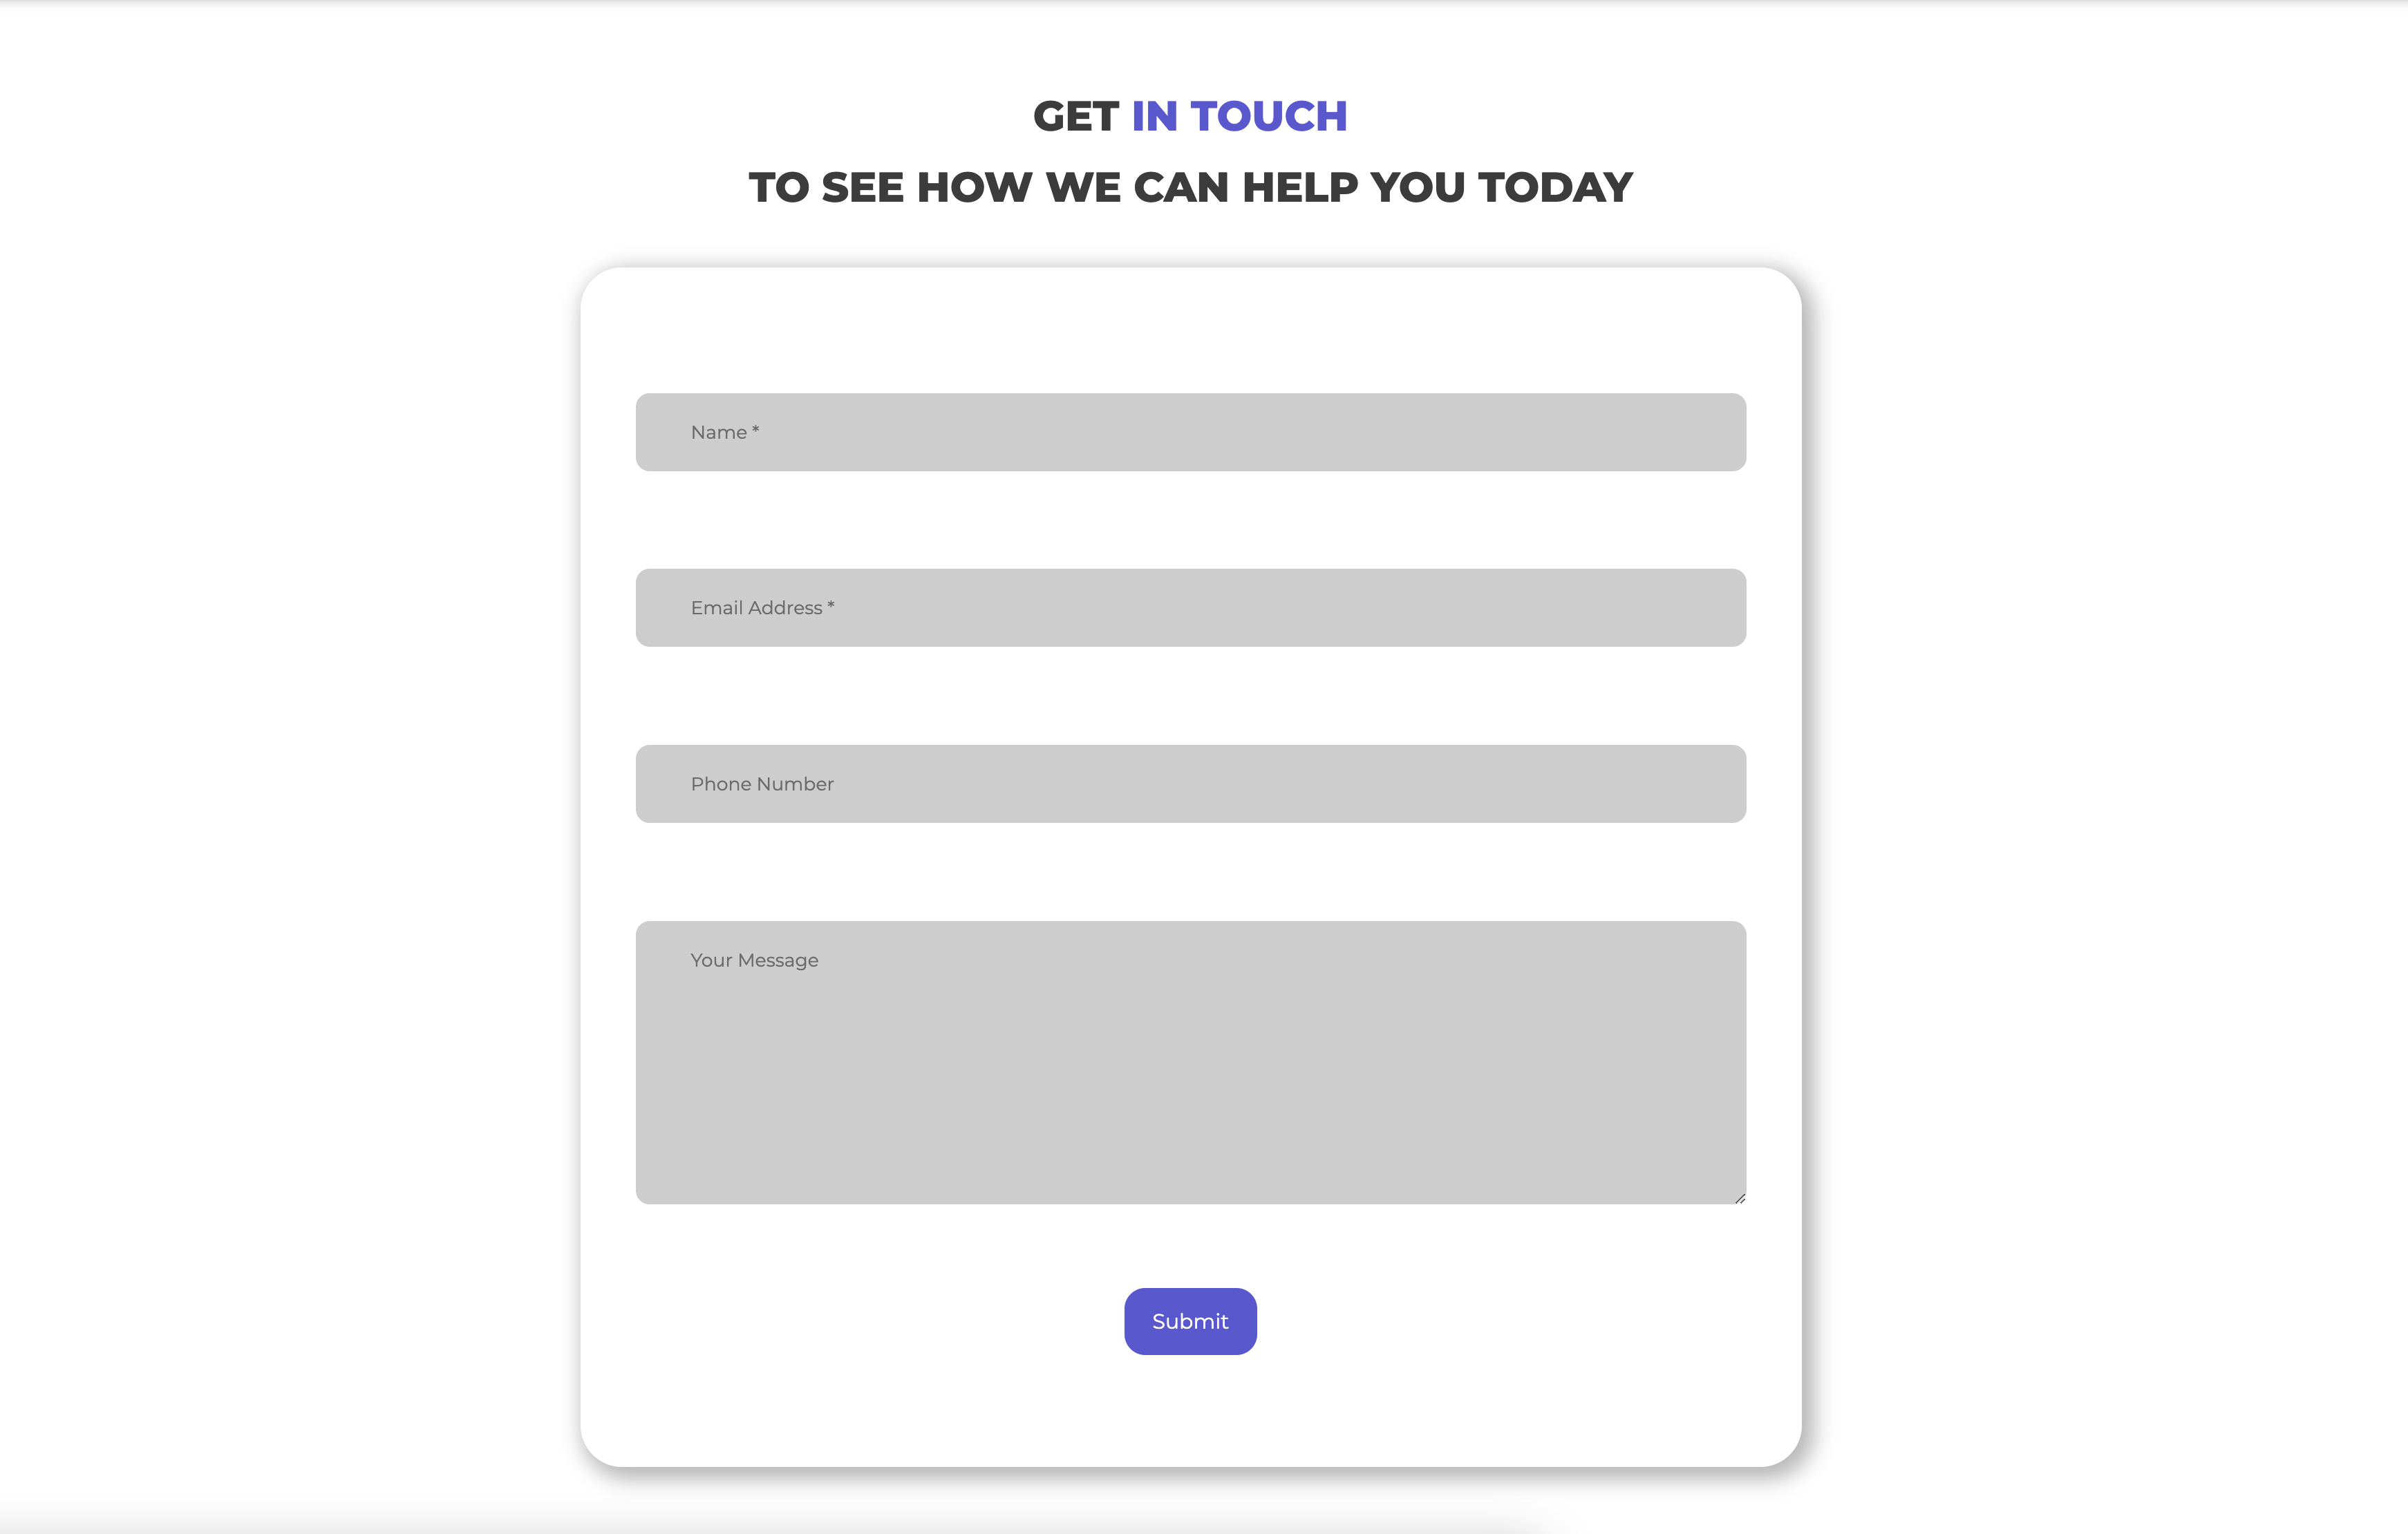 GET IN TOUCH
TO SEE HOW WE CAN HELP YOU TODAY
Name *
Email Address *
Phone Number
Your Message
Submit